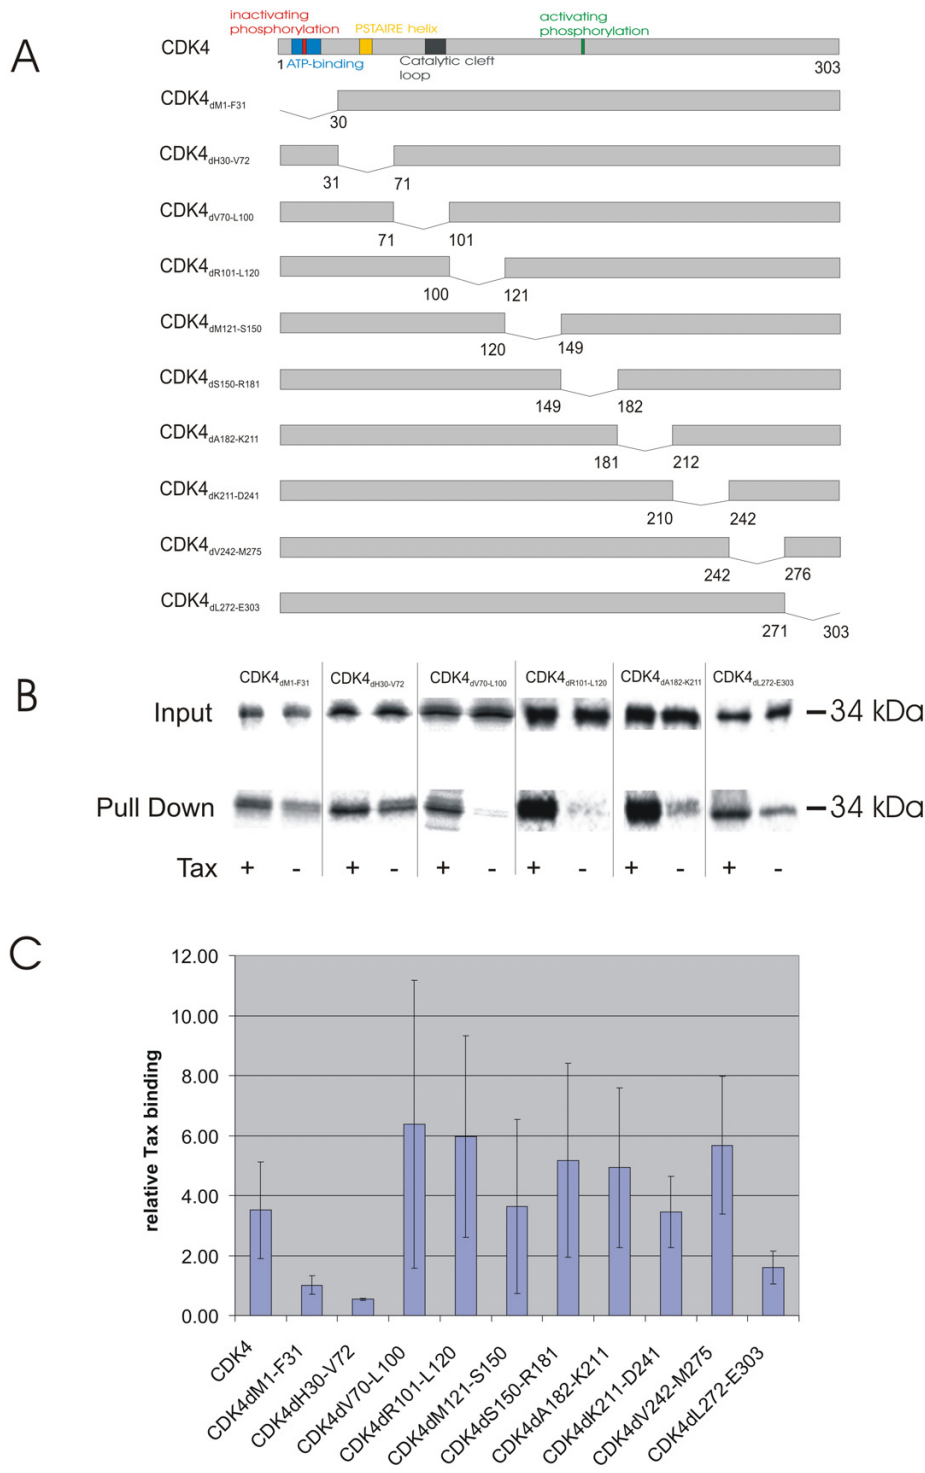 A
inactivating
phosphorylation
PSTAIRE helix
activating
phosphorylation
CDK4
1 ATP-binding
Catalytic cleft
loop
303
CDK4dM1-F31
30
CDK4dH30-V72
31 71
CDK4dV70-L100
71 101
CDK4dR101-L120
100 121
CDK4dM121-S150
120 149
CDK4dS150-R181
149 182
CDK4dA182-K211
181 212
CDK4dK211-D241
210 242
CDK4dV242-M275
242 276
CDK4dL272-E303
271 303
B
CDK4dM1-F31 CDK4dH30-V72 CDK4dV70-L100 CDK4dR101-L120 CDK4dA182-K211 CDK4dL272-E303
Input 34 kDa
Pull Down 34 kDa
Tax + - + - + - + - + - + -
C
relative Tax binding
12.00
10.00
8.00
6.00
4.00
2.00
0.00
CDK4
CDK4dM1-F31
CDK4dH30-V72
CDK4dV70-L100
CDK4dR101-L120
CDK4dM121-S150
CDK4dS150-R181
CDK4dA182-K211
CDK4dK211-D241
CDK4dV242-M275
CDK4dL272-E303